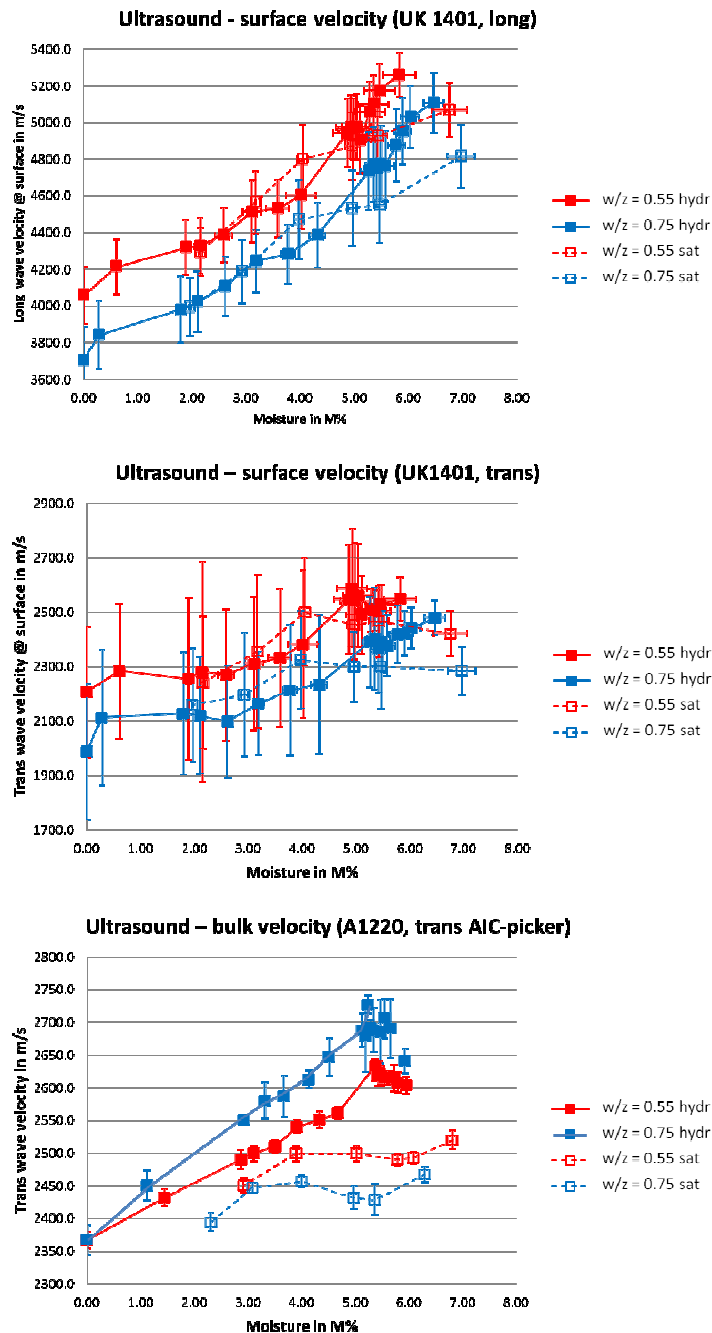 Ultrasound - surface velocity (UK 1401, long)
Long wave velocity @ surface in m/s
5400.0
5200.0
5000.0
4800.0
4600.0
4400.0
4200.0
4000.0
3800.0
3600.0
0.00 1.00 2.00 3.00 4.00 5.00 6.00 7.00 8.00
Moisture in M%
w/z = 0.55 hydr
w/z = 0.75 hydr
w/z = 0.55 sat
w/z = 0.75 sat
Ultrasound – surface velocity (UK1401, trans)
Trans wave velocity @ surface in m/s
2900.0
2700.0
2500.0
2300.0
2100.0
1900.0
1700.0
0.00 1.00 2.00 3.00 4.00 5.00 6.00 7.00 8.00
Moisture in M%
w/z = 0.55 hydr
w/z = 0.75 hydr
w/z = 0.55 sat
w/z = 0.75 sat
Ultrasound – bulk velocity (A1220, trans AIC-picker)
Trans wave velocity in m/s
2800.0
2750.0
2700.0
2650.0
2600.0
2550.0
2500.0
2450.0
2400.0
2350.0
2300.0
0.00 1.00 2.00 3.00 4.00 5.00 6.00 7.00 8.00
Moisture in M%
w/z = 0.55 hydr
w/z = 0.75 hydr
w/z = 0.55 sat
w/z = 0.75 sat